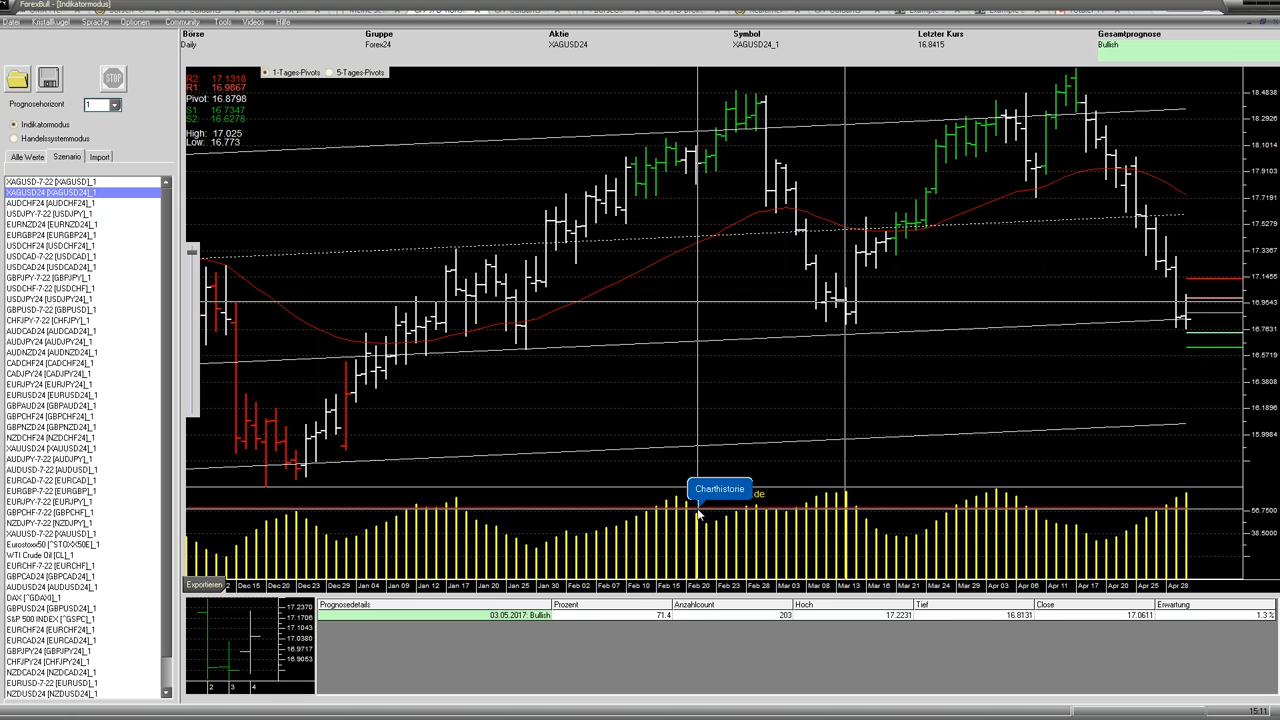 ForexBull - [Indikatormodus]
Datei Kristallkugel Sprache Optionen Community Tools Videos Hilfe
Börse Gruppe Aktie Symbol Letzter Kurs Gesamtprognose
Daily Forex24 XAGUSD24 XAGUSD24_1 16.8415 Bullish
STOP
Prognosehorizont 1
Indikatormodus
Handelssystemmodus
Alle Werte Szenario Import
XAGUSD-7-22 [XAGUSD]_1
XAGUSD24 [XAGUSD24]_1
AUDCHF24 [AUDCHF24]_1
USDJPY-7-22 [USDJPY]_1
EURNZD24 [EURNZD24]_1
EURGBP24 [EURGBP24]_1
USDCHF24 [USDCHF24]_1
USDCAD-7-22 [USDCAD]_1
USDCAD24 [USDCAD24]_1
GBPJPY-7-22 [GBPJPY]_1
USDCHF-7-22 [USDCHF]_1
USDJPY24 [USDJPY24]_1
GBPUSD-7-22 [GBPUSD]_1
CHFJPY-7-22 [CHFJPY]_1
AUDCAD24 [AUDCAD24]_1
AUDJPY24 [AUDJPY24]_1
AUDNZD24 [AUDNZD24]_1
CADCHF24 [CADCHF24]_1
CADJPY24 [CADJPY24]_1
EURJPY24 [EURJPY24]_1
EURUSD24 [EURUSD24]_1
GBPAUD24 [GBPAUD24]_1
GBPCHF24 [GBPCHF24]_1
GBPNZD24 [GBPNZD24]_1
NZDCHF24 [NZDCHF24]_1
XAUUSD24 [XAUUSD24]_1
AUDJPY-7-22 [AUDJPY]_1
AUDUSD-7-22 [AUDUSD]_1
EURCAD-7-22 [EURCAD]_1
EURGBP-7-22 [EURGBP]_1
EURJPY-7-22 [EURJPY]_1
GBPCHF-7-22 [GBPCHF]_1
NZDJPY-7-22 [NZDJPY]_1
XAUUSD-7-22 [XAUUSD]_1
Eurostoxx50 [^STOXX50E]_1
WTI Crude Oil [CL]_1
EURCHF-7-22 [EURCHF]_1
GBPCAD24 [GBPCAD24]_1
AUDUSD24 [AUDUSD24]_1
DAX [^GDAXI]_1
GBPUSD24 [GBPUSD24]_1
S&P 500 INDEX [^GSPC]_1
EURCHF24 [EURCHF24]_1
EURCAD24 [EURCAD24]_1
GBPJPY24 [GBPJPY24]_1
CHFJPY24 [CHFJPY24]_1
NZDCAD24 [NZDCAD24]_1
EURUSD-7-22 [EURUSD]_1
NZDUSD24 [NZDUSD24]_1
1-Tages-Pivots 5-Tages-Pivots
R2: 17.1318
R1: 16.9867
Pivot: 16.8798
S1: 16.7347
S2: 16.6278
High: 17.025
Low: 16.773
18.4838
18.2926
18.1014
17.9103
17.7191
17.5279
17.3367
17.1455
16.9543
16.7631
16.5719
16.3808
16.1896
15.9984
Charthistorie
de
56.7500
38.5000
Exportieren
2 Dec 15 Dec 20 Dec 23 Dec 29 Jan 04 Jan 09 Jan 12 Jan 17 Jan 20 Jan 25 Jan 30 Feb 02 Feb 07 Feb 10 Feb 15 Feb 20 Feb 23 Feb 28 Mar 03 Mar 08 Mar 13 Mar 16 Mar 21 Mar 24 Mar 29 Apr 03 Apr 06 Apr 11 Apr 17 Apr 20 Apr 25 Apr 28
17.2370
17.1706
17.1043
17.0380
16.9717
16.9053
2 3 4
Prognosedetails Prozent Anzahlcount Hoch Tief Close Erwartung
03.05.2017: Bullish 71.4 203 17.2231 16.8131 17.0611 1.3 %
15:11